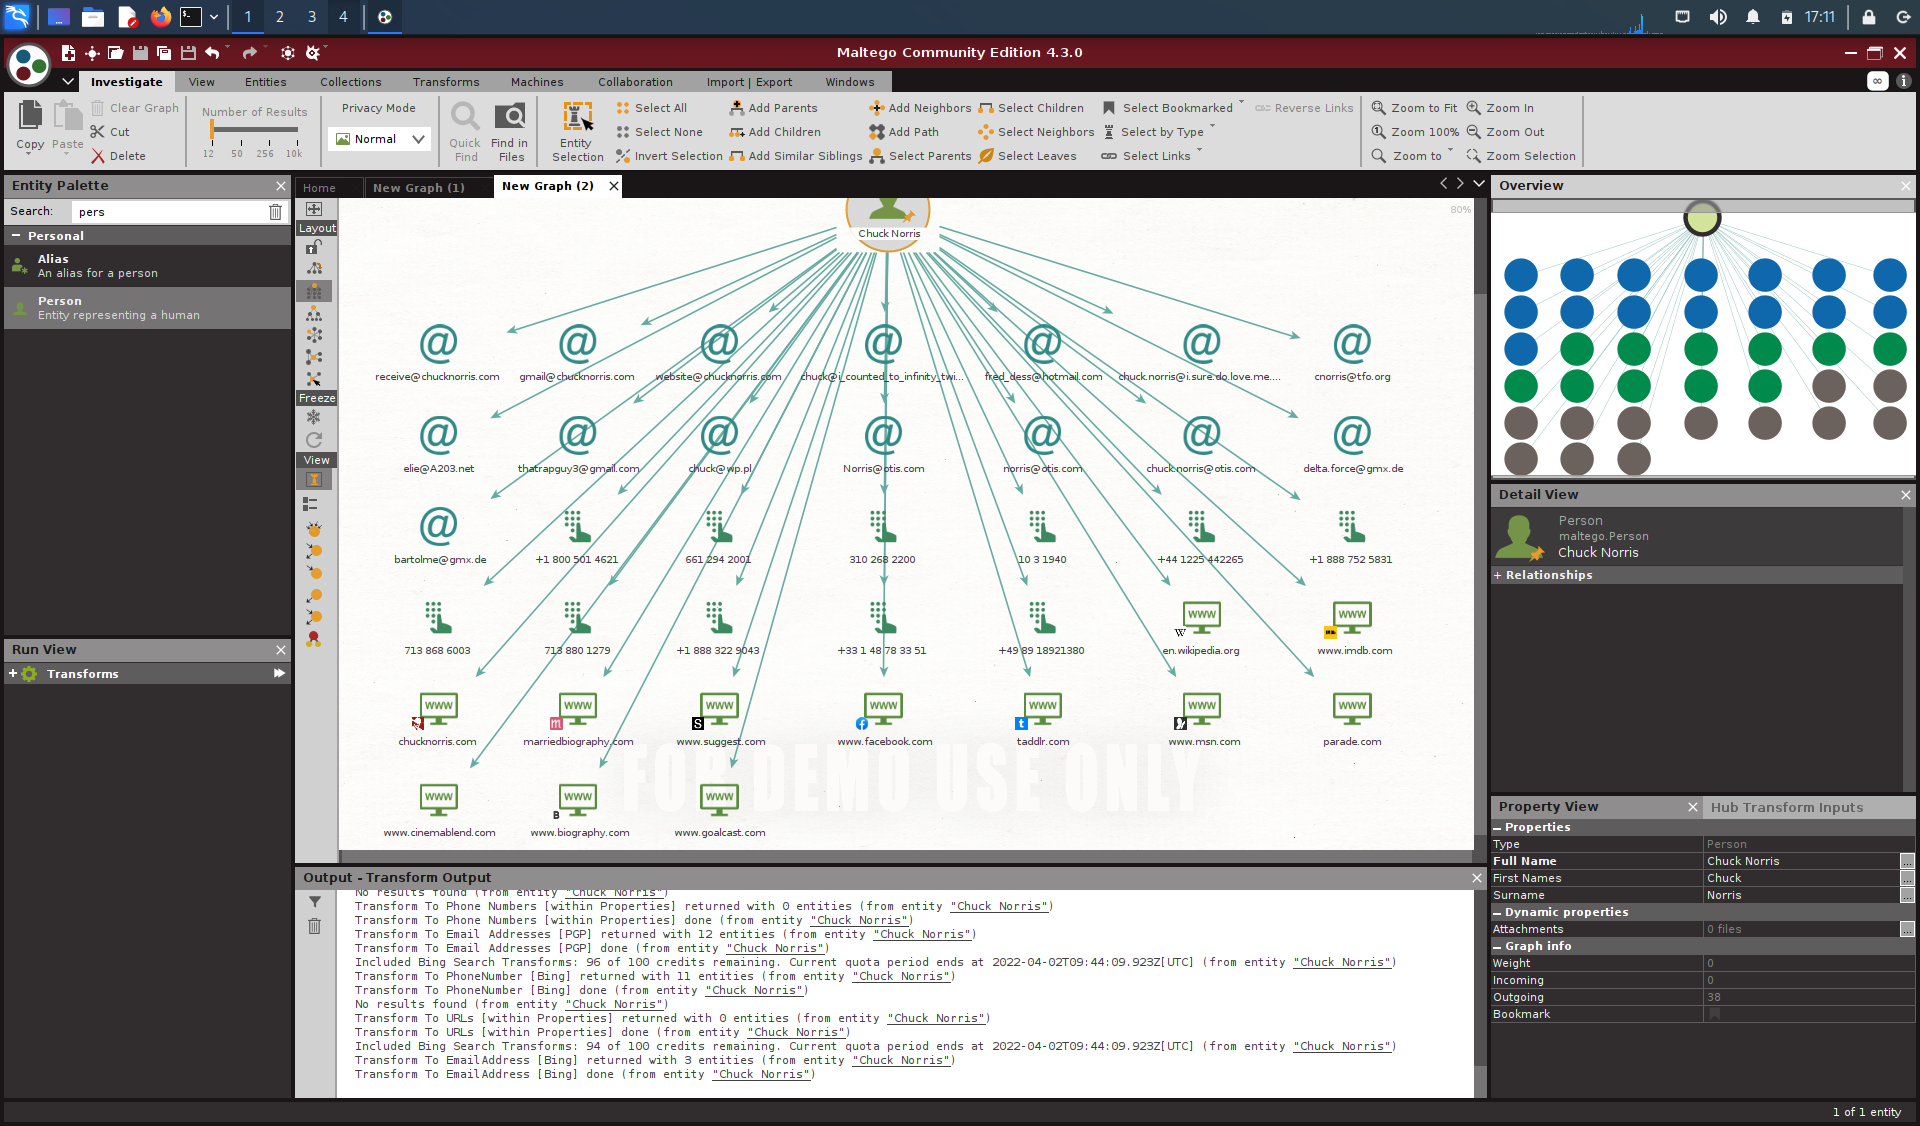 1 2 3 4
17:11
Maltego Community Edition 4.3.0
Investigate View Entities Collections Transforms Machines Collaboration Import | Export Windows
Copy
Paste
Clear Graph
Cut
Delete
Number of Results
12 50 256 10k
Privacy Mode
Normal
Quick Find
Find in Files
Entity Selection
Select All
Select None
Invert Selection
Add Parents
Add Children
Add Similar Siblings
Add Neighbors
Add Path
Select Parents
Select Children
Select Neighbors
Select Leaves
Select Bookmarked
Select by Type
Select Links
Reverse Links
Zoom to Fit
Zoom 100%
Zoom to
Zoom In
Zoom Out
Zoom Selection
Entity Palette
Search: pers
Personal
Alias
An alias for a person
Person
Entity representing a human
Run View
Transforms
Home New Graph (1) New Graph (2)
Layout
Freeze
View
80%
Chuck Norris
receive@chucknorris.com gmail@chucknorris.com website@chucknorris.com chuck@i_counted_to_infinity_twi... fred_dess@hotmail.com chuck.norris@i.sure.do.love.me.... cnorris@tfo.org
elie@A203.net thatrapguy3@gmail.com chuck@wp.pl Norris@otis.com norris@otis.com chuck.norris@otis.com delta.force@gmx.de
bartolme@gmx.de +1 800 501 4621 661 294 2001 310 268 2200 10 3 1940 +44 1225 442265 +1 888 752 5831
713 868 6003 713 880 1279 +1 888 322 9043 +33 1 48 78 33 51 +49 89 18921380 en.wikipedia.org www.imdb.com
chucknorris.com marriedbiography.com www.suggest.com www.facebook.com taddlr.com www.msn.com parade.com
www.cinemablend.com www.biography.com www.goalcast.com
FOR DEMO USE ONLY
Output - Transform Output
No results found (from entity "Chuck Norris")
Transform To Phone Numbers [within Properties] returned with 0 entities (from entity "Chuck Norris")
Transform To Phone Numbers [within Properties] done (from entity "Chuck Norris")
Transform To Email Addresses [PGP] returned with 12 entities (from entity "Chuck Norris")
Transform To Email Addresses [PGP] done (from entity "Chuck Norris")
Included Bing Search Transforms: 96 of 100 credits remaining. Current quota period ends at 2022-04-02T09:44:09.923Z[UTC] (from entity "Chuck Norris")
Transform To PhoneNumber [Bing] returned with 11 entities (from entity "Chuck Norris")
Transform To PhoneNumber [Bing] done (from entity "Chuck Norris")
No results found (from entity "Chuck Norris")
Transform To URLs [within Properties] returned with 0 entities (from entity "Chuck Norris")
Transform To URLs [within Properties] done (from entity "Chuck Norris")
Included Bing Search Transforms: 94 of 100 credits remaining. Current quota period ends at 2022-04-02T09:44:09.923Z[UTC] (from entity "Chuck Norris")
Transform To EmailAddress [Bing] returned with 3 entities (from entity "Chuck Norris")
Transform To EmailAddress [Bing] done (from entity "Chuck Norris")
Overview
Detail View
Person
maltego.Person
Chuck Norris
+ Relationships
Property View Hub Transform Inputs
Properties
Type Person
Full Name Chuck Norris
First Names Chuck
Surname Norris
Dynamic properties
Attachments 0 files
Graph info
Weight 0
Incoming 0
Outgoing 38
Bookmark
1 of 1 entity